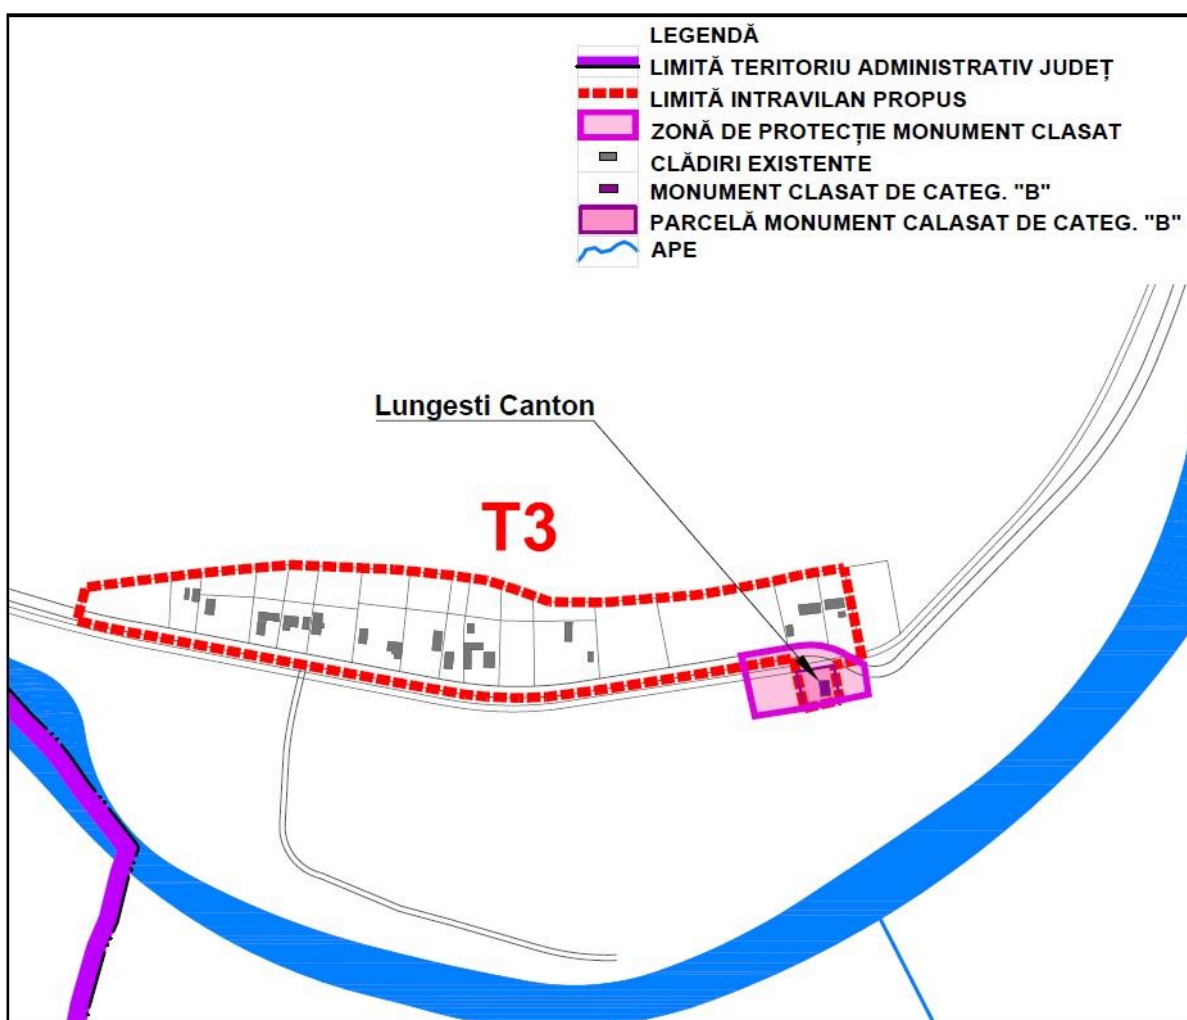 LEGENDĂ
LIMITĂ TERITORIU ADMINISTRATIV JUDEȚ
LIMITĂ INTRAVILAN PROPUS
ZONĂ DE PROTECȚIE MONUMENT CLASAT
CLĂDIRI EXISTENTE
MONUMENT CLASAT DE CATEG. "B"
PARCELĂ MONUMENT CALASAT DE CATEG. "B"
APE
Lungesti Canton
T3